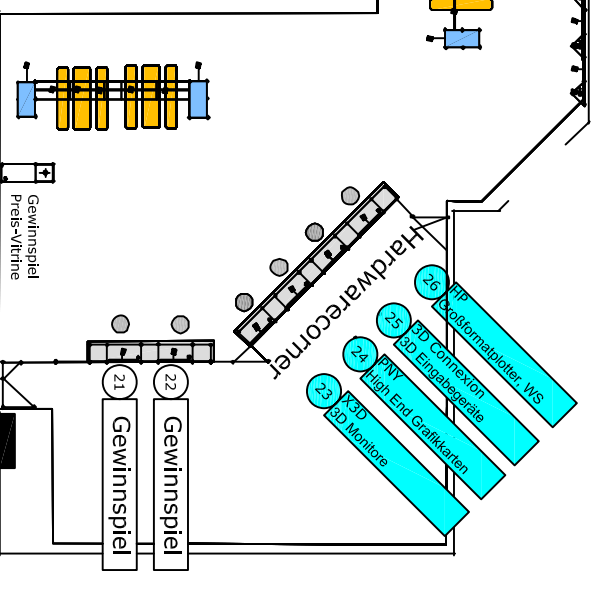 Gewinnspiel
Preis-Vitrine
Hardwarecorner
26
HP
Großformatplotter, WS
25
3D Connexion
3D Eingabegeräte
24
PNY
High End Grafikkarten
23
X3D
3D Monitore
21
Gewinnspiel
22
Gewinnspiel